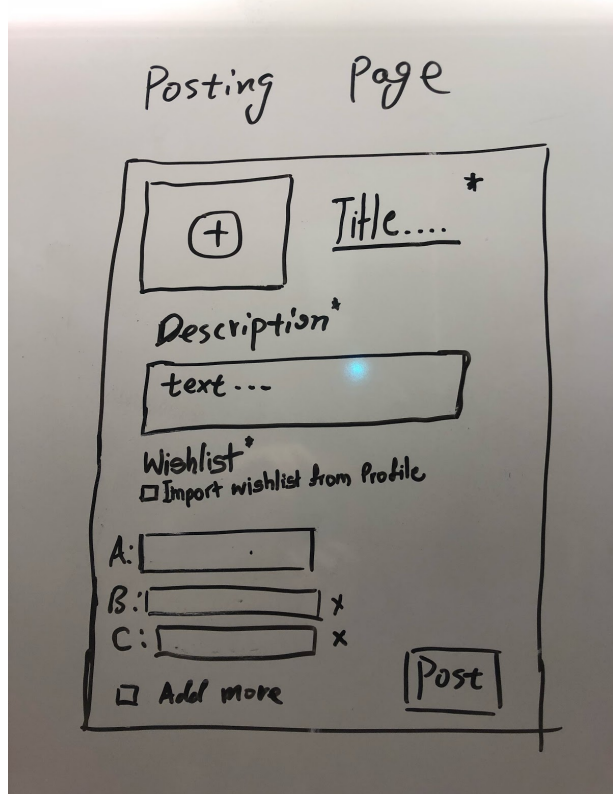 Posting Page
+
Title.... *
Description*
text ---
Wishlist*
□ Import wishlist from Profile
A:
B: x
C: x
□ Add more
Post